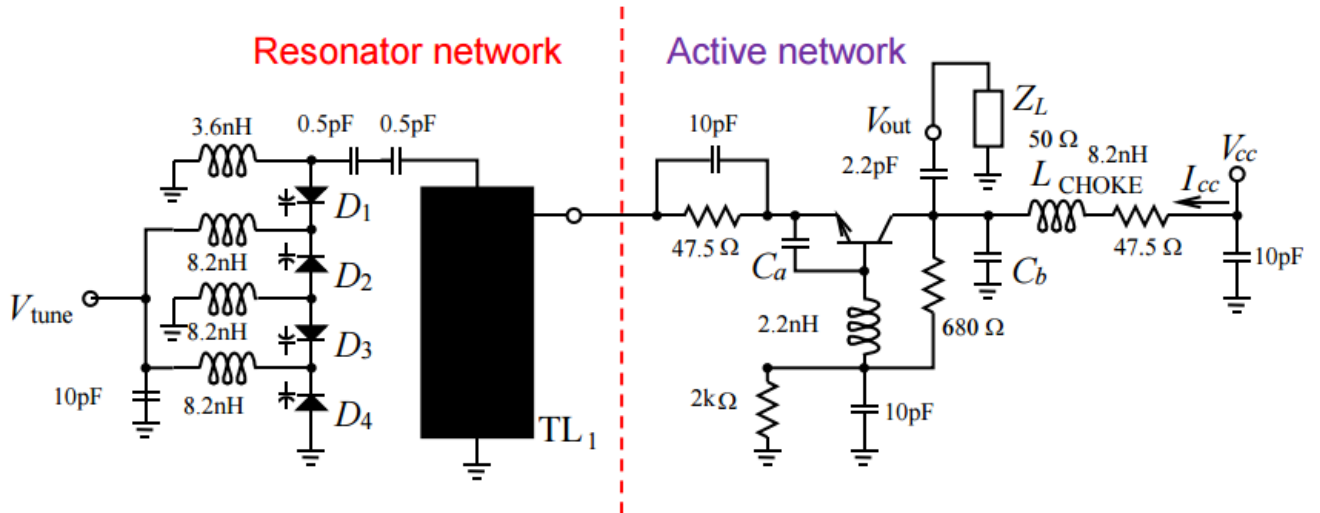 Resonator network
Active network
3.6nH
0.5pF
0.5pF
D1
8.2nH
D2
Vtune
8.2nH
D3
10pF
8.2nH
D4
TL1
10pF
47.5 Ω
Ca
Vout
2.2pF
ZL
50 Ω
8.2nH
L CHOKE
Icc
Vcc
47.5 Ω
10pF
Cb
2.2nH
680 Ω
2kΩ
10pF